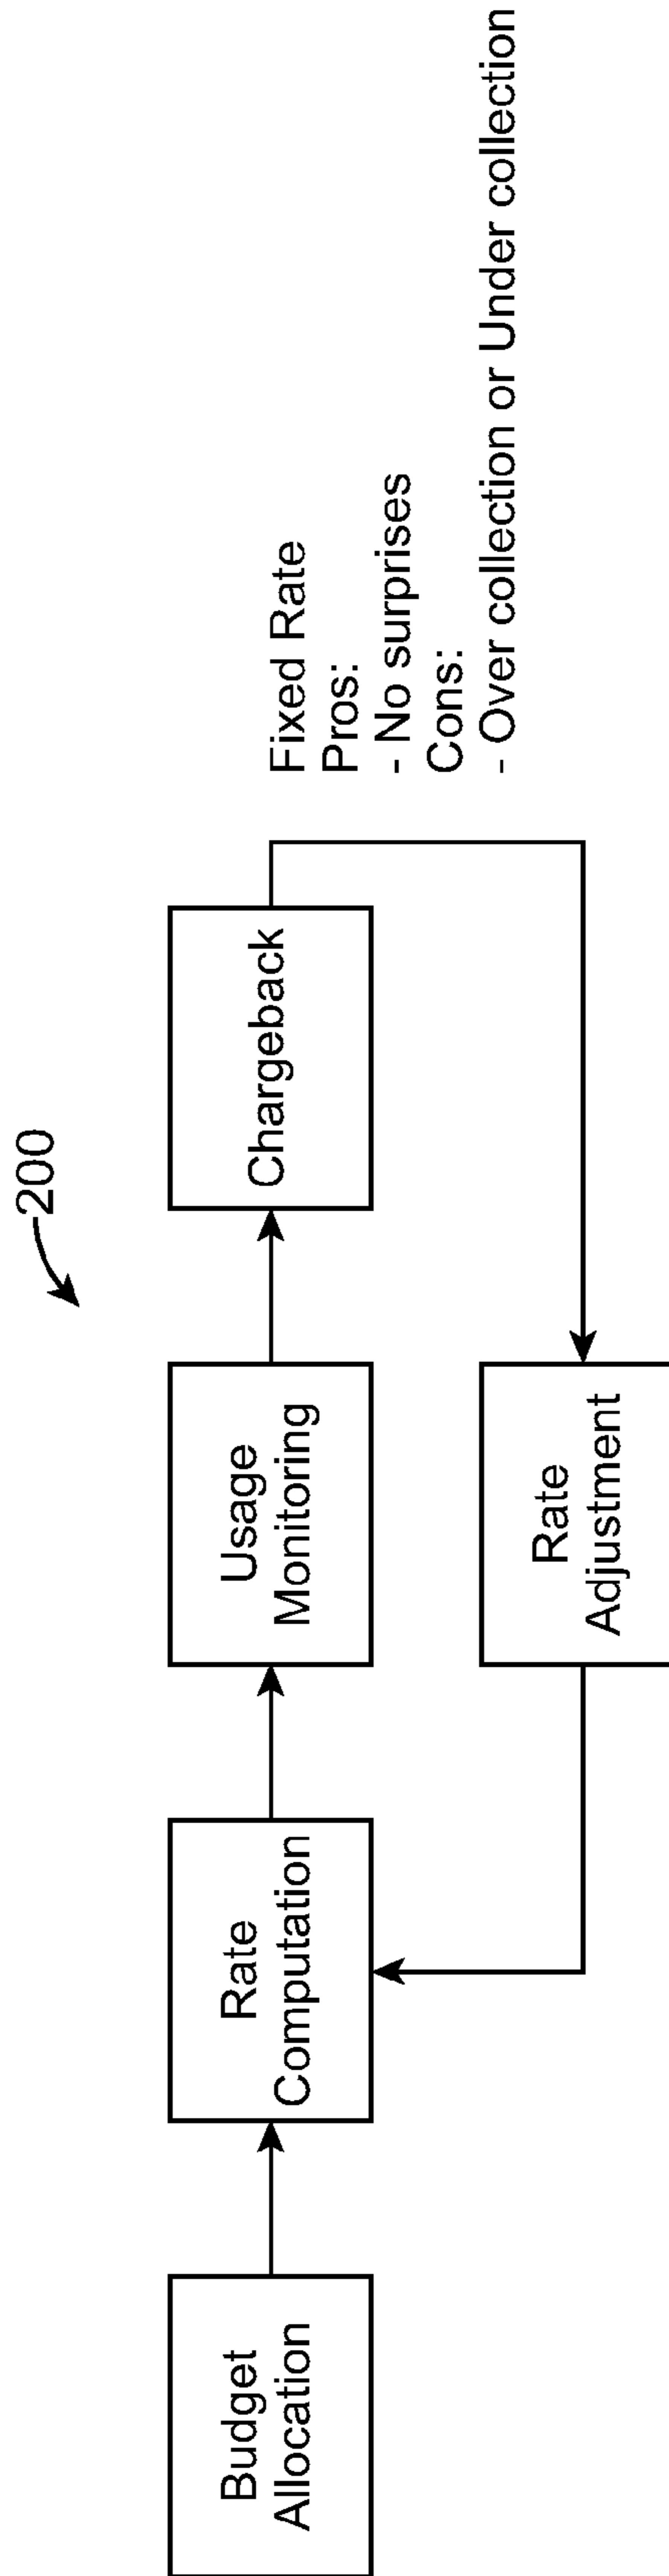 200
Budget
Allocation
Rate
Computation
Usage
Monitoring
Chargeback
Fixed Rate
Pros:
- No surprises
Cons:
- Over collection or Under collection
Rate
Adjustment